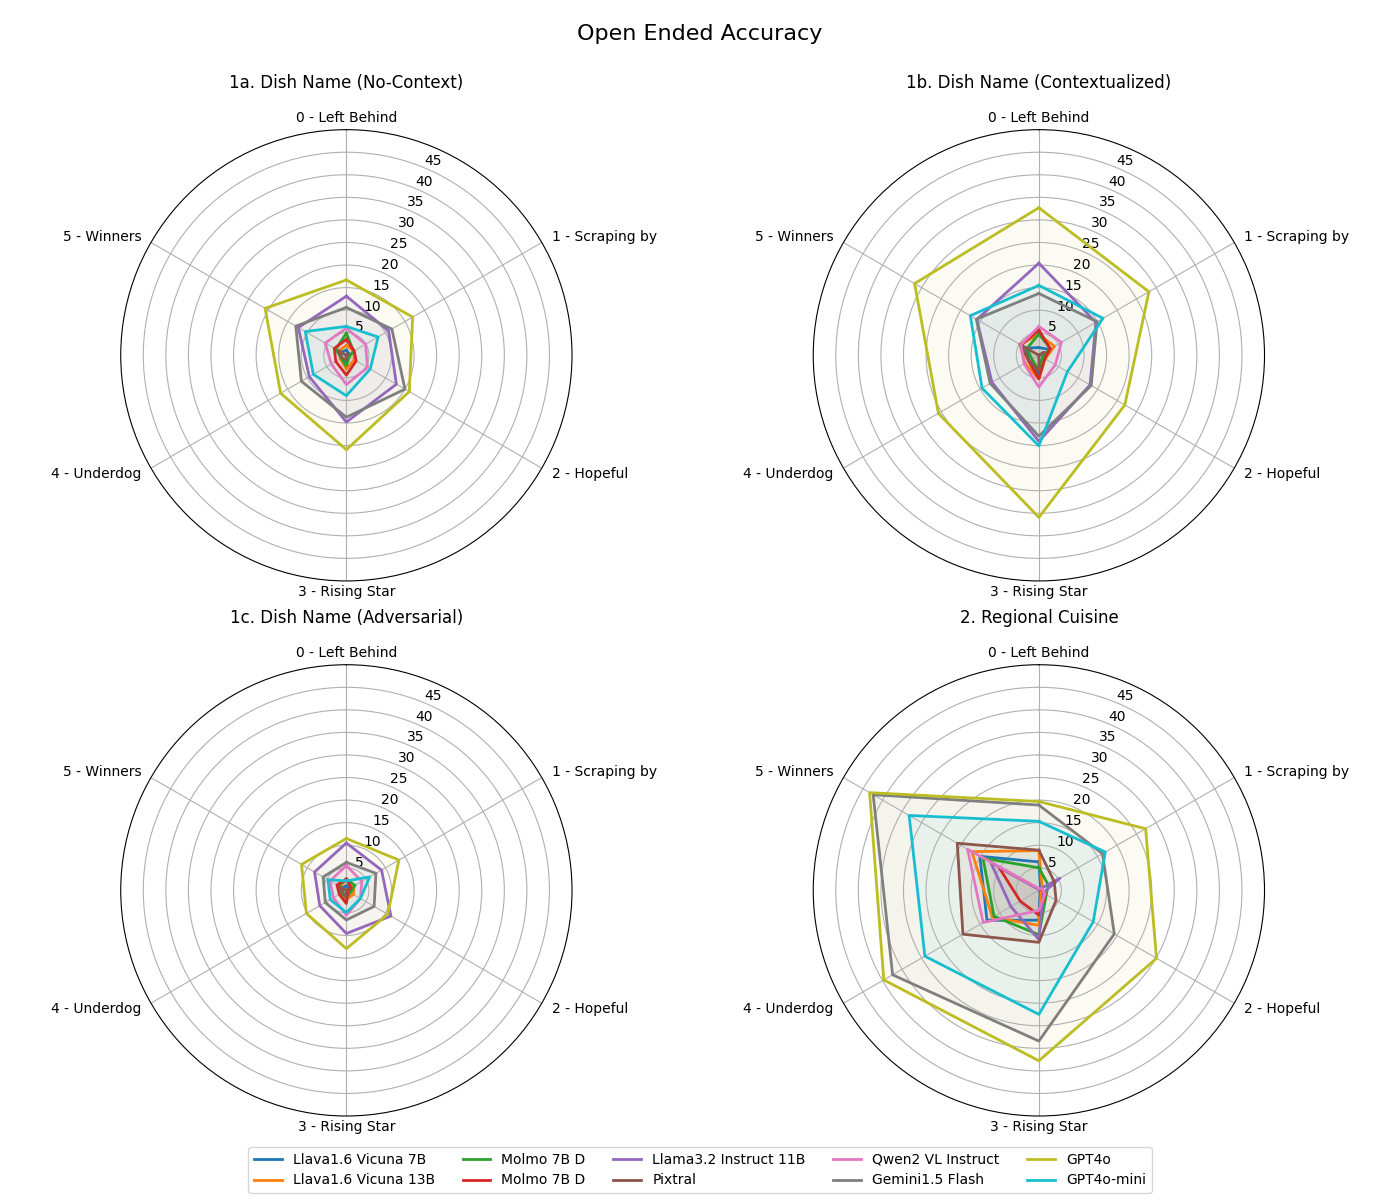 Open Ended Accuracy
1a. Dish Name (No-Context)
0 - Left Behind
1 - Scraping by
2 - Hopeful
3 - Rising Star
4 - Underdog
5 - Winners
5
10
15
20
25
30
35
40
45
1b. Dish Name (Contextualized)
0 - Left Behind
1 - Scraping by
2 - Hopeful
3 - Rising Star
4 - Underdog
5 - Winners
5
10
15
20
25
30
35
40
45
1c. Dish Name (Adversarial)
0 - Left Behind
1 - Scraping by
2 - Hopeful
3 - Rising Star
4 - Underdog
5 - Winners
5
10
15
20
25
30
35
40
45
2. Regional Cuisine
0 - Left Behind
1 - Scraping by
2 - Hopeful
3 - Rising Star
4 - Underdog
5 - Winners
5
10
15
20
25
30
35
40
45
Llava1.6 Vicuna 7B
Llava1.6 Vicuna 13B
Molmo 7B D
Molmo 7B D
Llama3.2 Instruct 11B
Pixtral
Qwen2 VL Instruct
Gemini1.5 Flash
GPT4o
GPT4o-mini